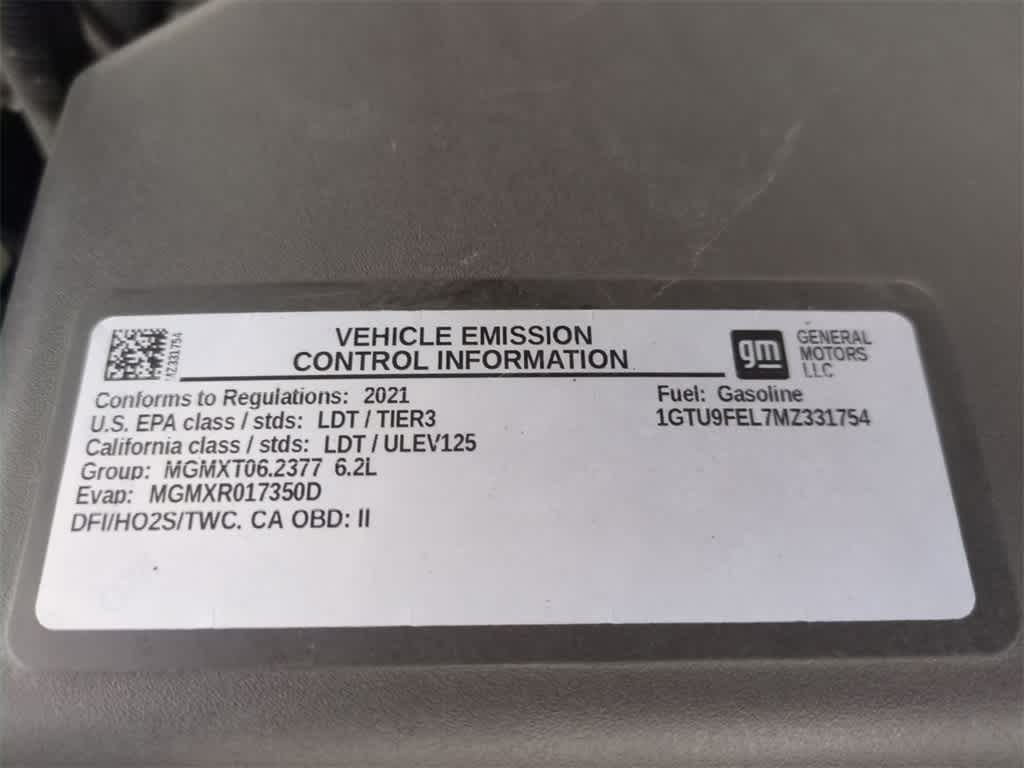 VEHICLE EMISSION
CONTROL INFORMATION
MZ331754
gm
GENERAL
MOTORS
LLC
Conforms to Regulations: 2021
U.S. EPA class / stds: LDT / TIER3
California class / stds: LDT / ULEV125
Group: MGMXT06.2377 6.2L
Evap: MGMXR017350D
DFI/HO2S/TWC. CA OBD: II
Fuel: Gasoline
1GTU9FEL7MZ331754